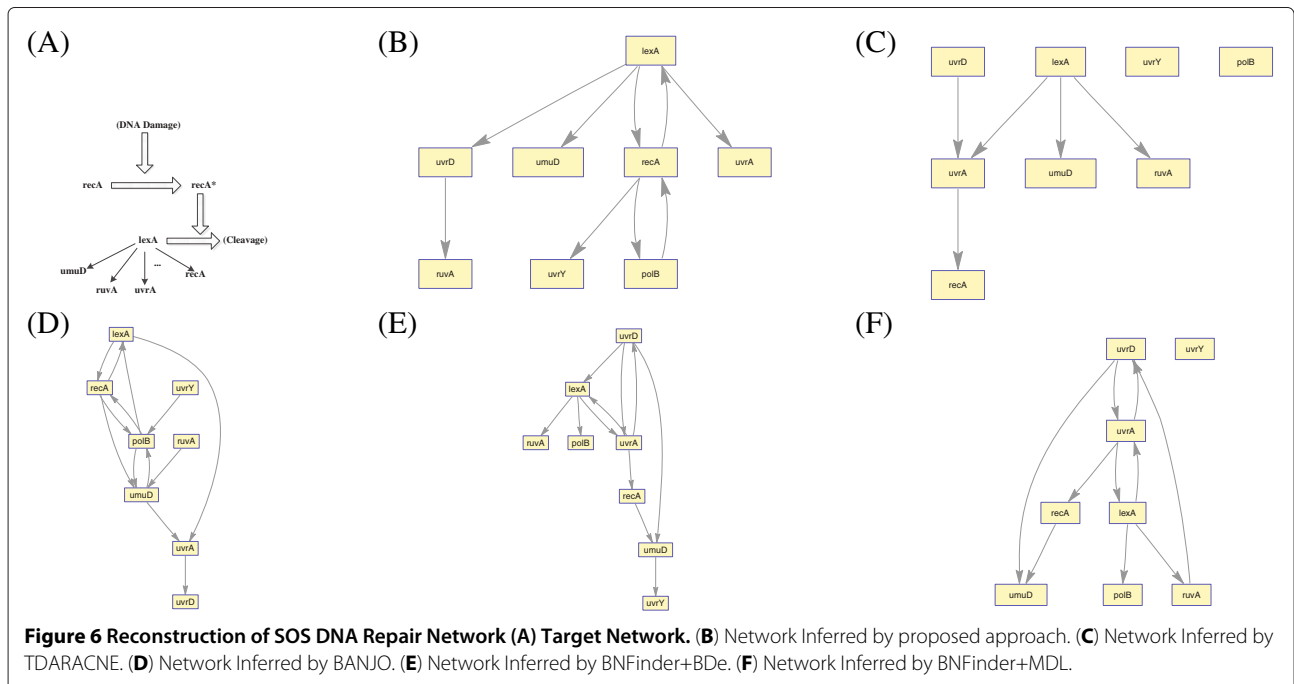 (A)
(DNA Damage)
recA
recA*
lexA
(Cleavage)
umuD
...
recA
ruvA
uvrA
(B)
lexA
uvrD
umuD
recA
uvrA
ruvA
uvrY
polB
(C)
uvrD
lexA
uvrY
polB
uvrA
umuD
ruvA
recA
(D)
lexA
recA
uvrY
polB
ruvA
umuD
uvrA
uvrD
(E)
uvrD
lexA
ruvA
polB
uvrA
recA
umuD
uvrY
(F)
uvrD
uvrY
uvrA
recA
lexA
umuD
polB
ruvA
Figure 6 Reconstruction of SOS DNA Repair Network (A) Target Network. (B) Network Inferred by proposed approach. (C) Network Inferred by
TDARACNE. (D) Network Inferred by BANJO. (E) Network Inferred by BNFinder+BDe. (F) Network Inferred by BNFinder+MDL.